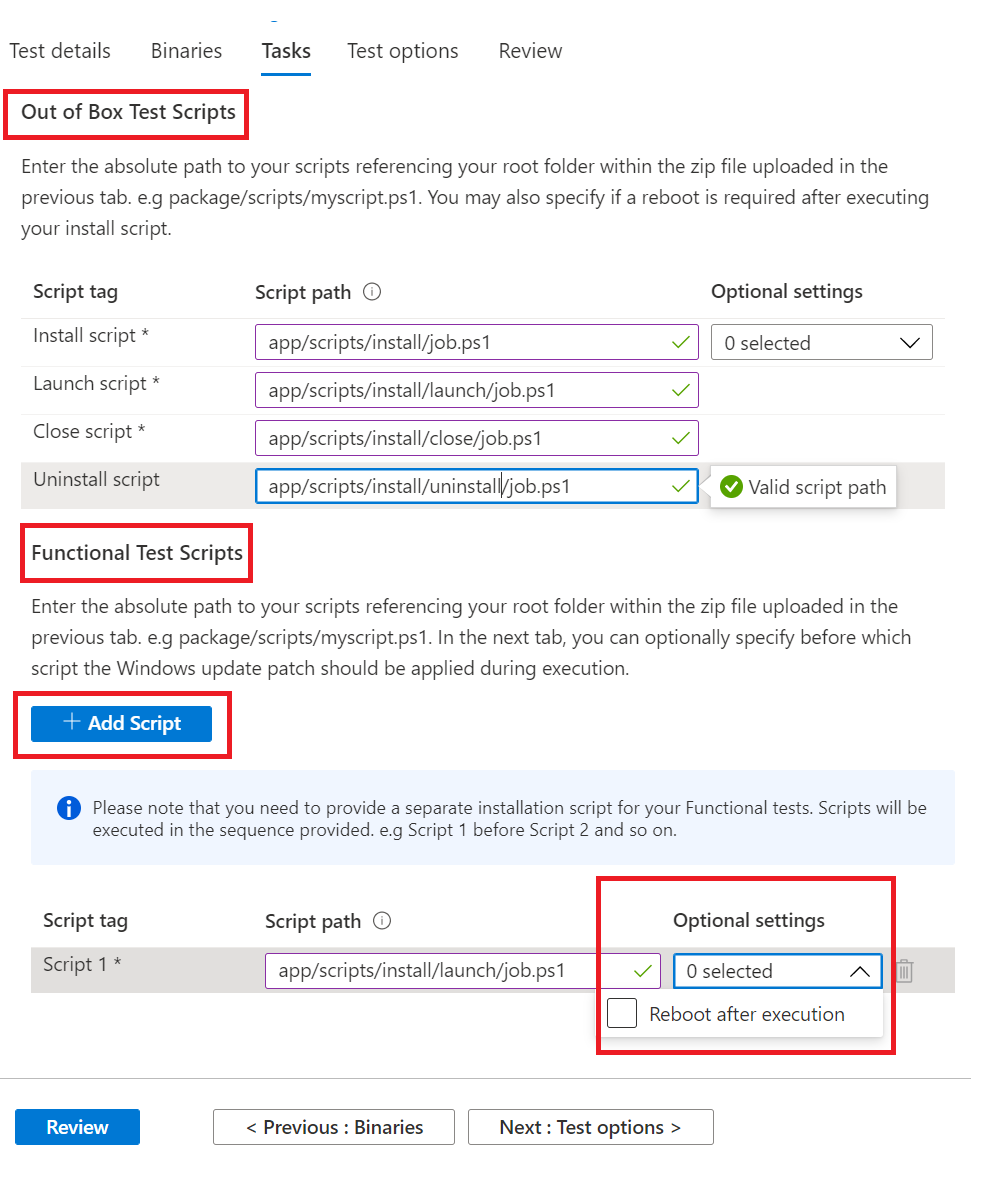 Test details Binaries Tasks Test options Review
Out of Box Test Scripts
Enter the absolute path to your scripts referencing your root folder within the zip file uploaded in the
previous tab. e.g package/scripts/myscript.ps1. You may also specify if a reboot is required after executing
your install script.
Script tag Script path Optional settings
Install script * app/scripts/install/job.ps1 0 selected
Launch script * app/scripts/install/launch/job.ps1
Close script * app/scripts/install/close/job.ps1
Uninstall script app/scripts/install/uninstall/job.ps1 Valid script path
Functional Test Scripts
Enter the absolute path to your scripts referencing your root folder within the zip file uploaded in the
previous tab. e.g package/scripts/myscript.ps1. In the next tab, you can optionally specify before which
script the Windows update patch should be applied during execution.
+ Add Script
Please note that you need to provide a separate installation script for your Functional tests. Scripts will be
executed in the sequence provided. e.g Script 1 before Script 2 and so on.
Script tag Script path Optional settings
Script 1 * app/scripts/install/launch/job.ps1 0 selected
Reboot after execution
Review < Previous : Binaries Next : Test options >